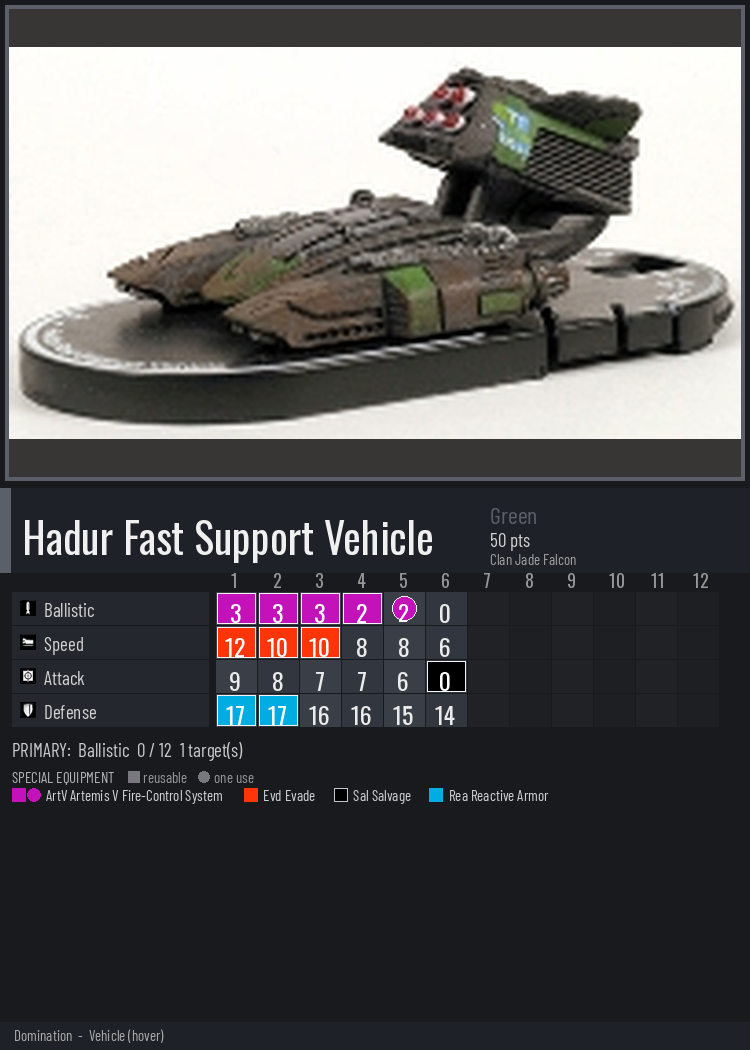 Hadur Fast Support Vehicle
Green
50 pts
Clan Jade Falcon
1 2 3 4 5 6 7 8 9 10 11 12
Ballistic 3 3 3 2 2 0
Speed 12 10 10 8 8 6
Attack 9 8 7 7 6 0
Defense 17 17 16 16 15 14
PRIMARY: Ballistic 0 / 12 1 target(s)
SPECIAL EQUIPMENT reusable one use
ArtV Artemis V Fire-Control System Evd Evade Sal Salvage Rea Reactive Armor
Domination - Vehicle (hover)